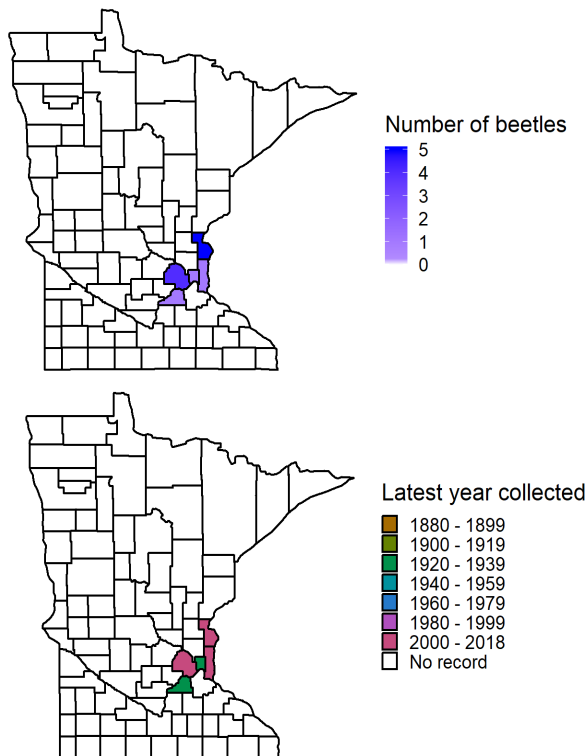 Number of beetles
5
4
3
2
1
0
Latest year collected
1880 - 1899
1900 - 1919
1920 - 1939
1940 - 1959
1960 - 1979
1980 - 1999
2000 - 2018
No record